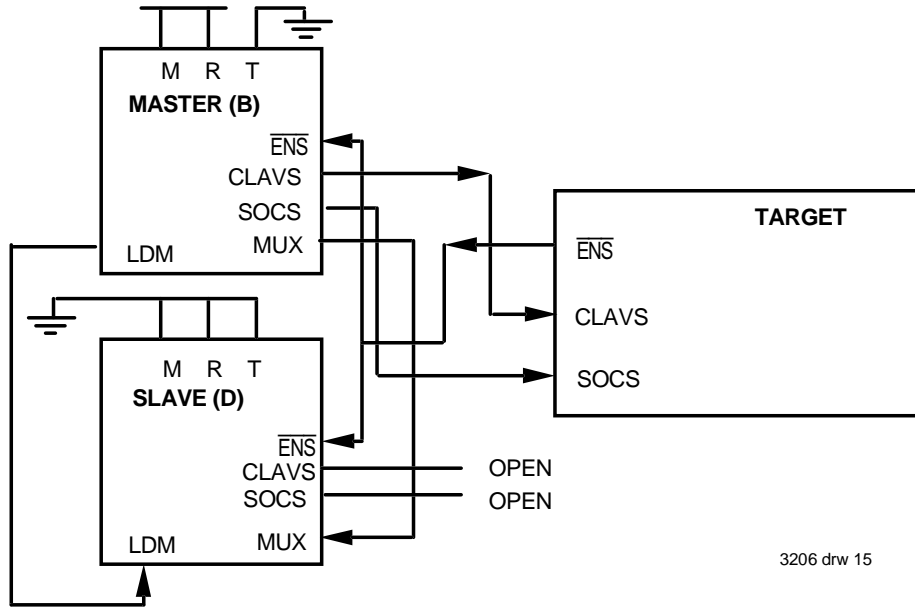 M R T
MASTER (B)
ENS
CLAVS
SOCS
LDM MUX
TARGET
ENS
CLAVS
SOCS
M R T
SLAVE (D)
ENS
CLAVS OPEN
SOCS OPEN
LDM MUX
3206 drw 15